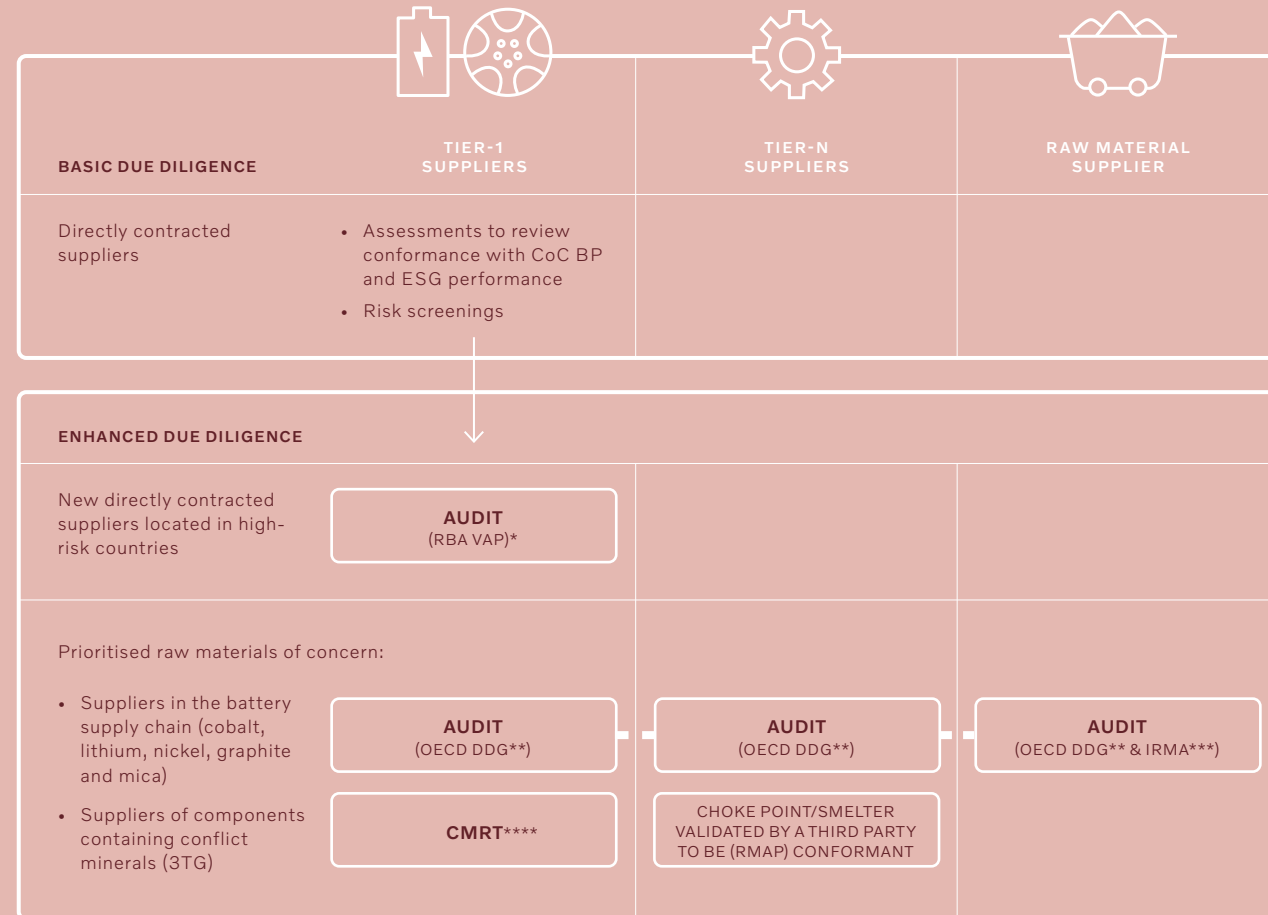 TIER-1
SUPPLIERS
TIER-N
SUPPLIERS
RAW MATERIAL
SUPPLIER
BASIC DUE DILIGENCE
Directly contracted
suppliers
• Assessments to review
conformance with CoC BP
and ESG performance
• Risk screenings
ENHANCED DUE DILIGENCE
New directly contracted
suppliers located in high-
risk countries
AUDIT
(RBA VAP)*
Prioritised raw materials of concern:
• Suppliers in the battery
supply chain (cobalt,
lithium, nickel, graphite
and mica)
AUDIT
(OECD DDG**)
AUDIT
(OECD DDG**)
AUDIT
(OECD DDG** & IRMA***)
• Suppliers of components
containing conflict
minerals (3TG)
CMRT****
CHOKE POINT/SMELTER
VALIDATED BY A THIRD PARTY
TO BE (RMAP) CONFORMANT